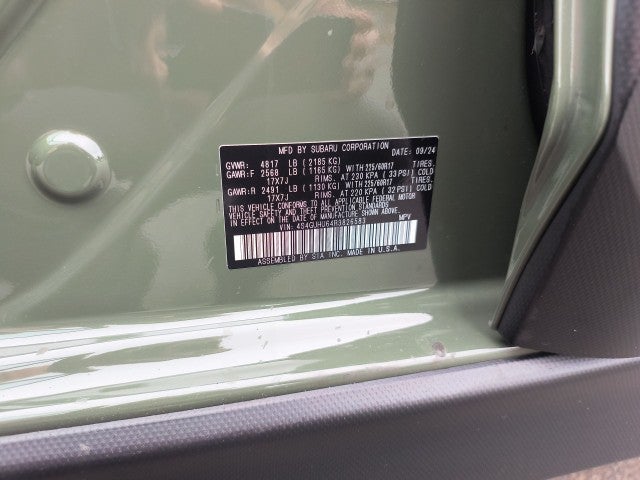 MFD BY SUBARU CORPORATION DATE: 09/24
GVWR: 4817 LB (2185 KG)
GAWR:F 2568 LB (1165 KG) WITH 225/60R17 TIRES.
17X7J RIMS, AT 230 KPA (33 PSI) COLD
GAWR:R 2491 LB (1130 KG) WITH 225/60R17 TIRES.
17X7J RIMS, AT 220 KPA (32 PSI) COLD
THIS VEHICLE CONFORMS TO ALL APPLICABLE FEDERAL MOTOR
VEHICLE SAFETY AND THEFT PREVENTION STANDARDS
IN EFFECT ON THE DATE OF MANUFACTURE SHOWN ABOVE.
VIN: 4S4GUHU64R3826583 MPV
ASSEMBLED BY SIA INC. MADE IN U.S.A.